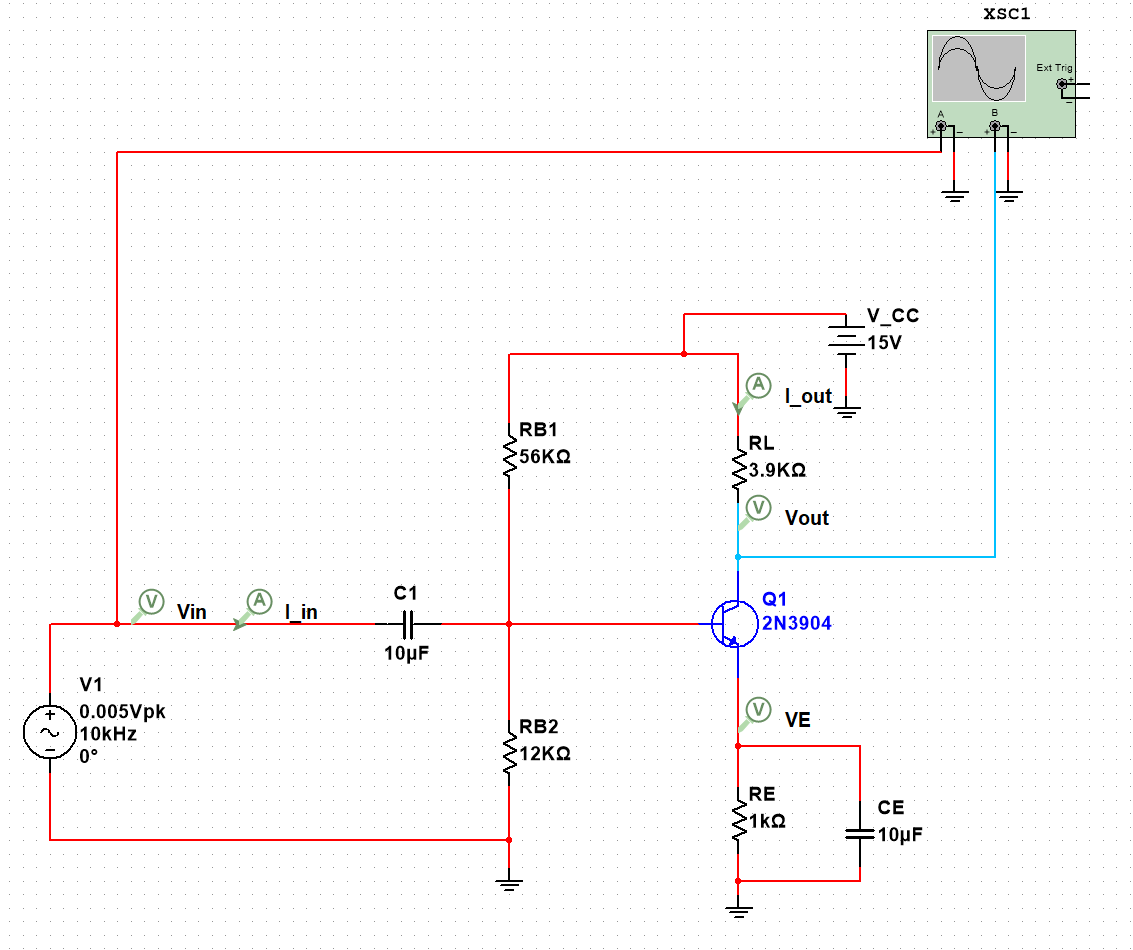 XSC1
Ext Trig
+
−
A
B
+
−
+
−
V_CC
15V
A
I_out
RB1
56KΩ
RL
3.9KΩ
V
Vout
C1
10µF
V
Vin
A
I_in
Q1
2N3904
V1
0.005Vpk
10kHz
0°
+
−
V
VE
RB2
12KΩ
RE
1kΩ
CE
10µF